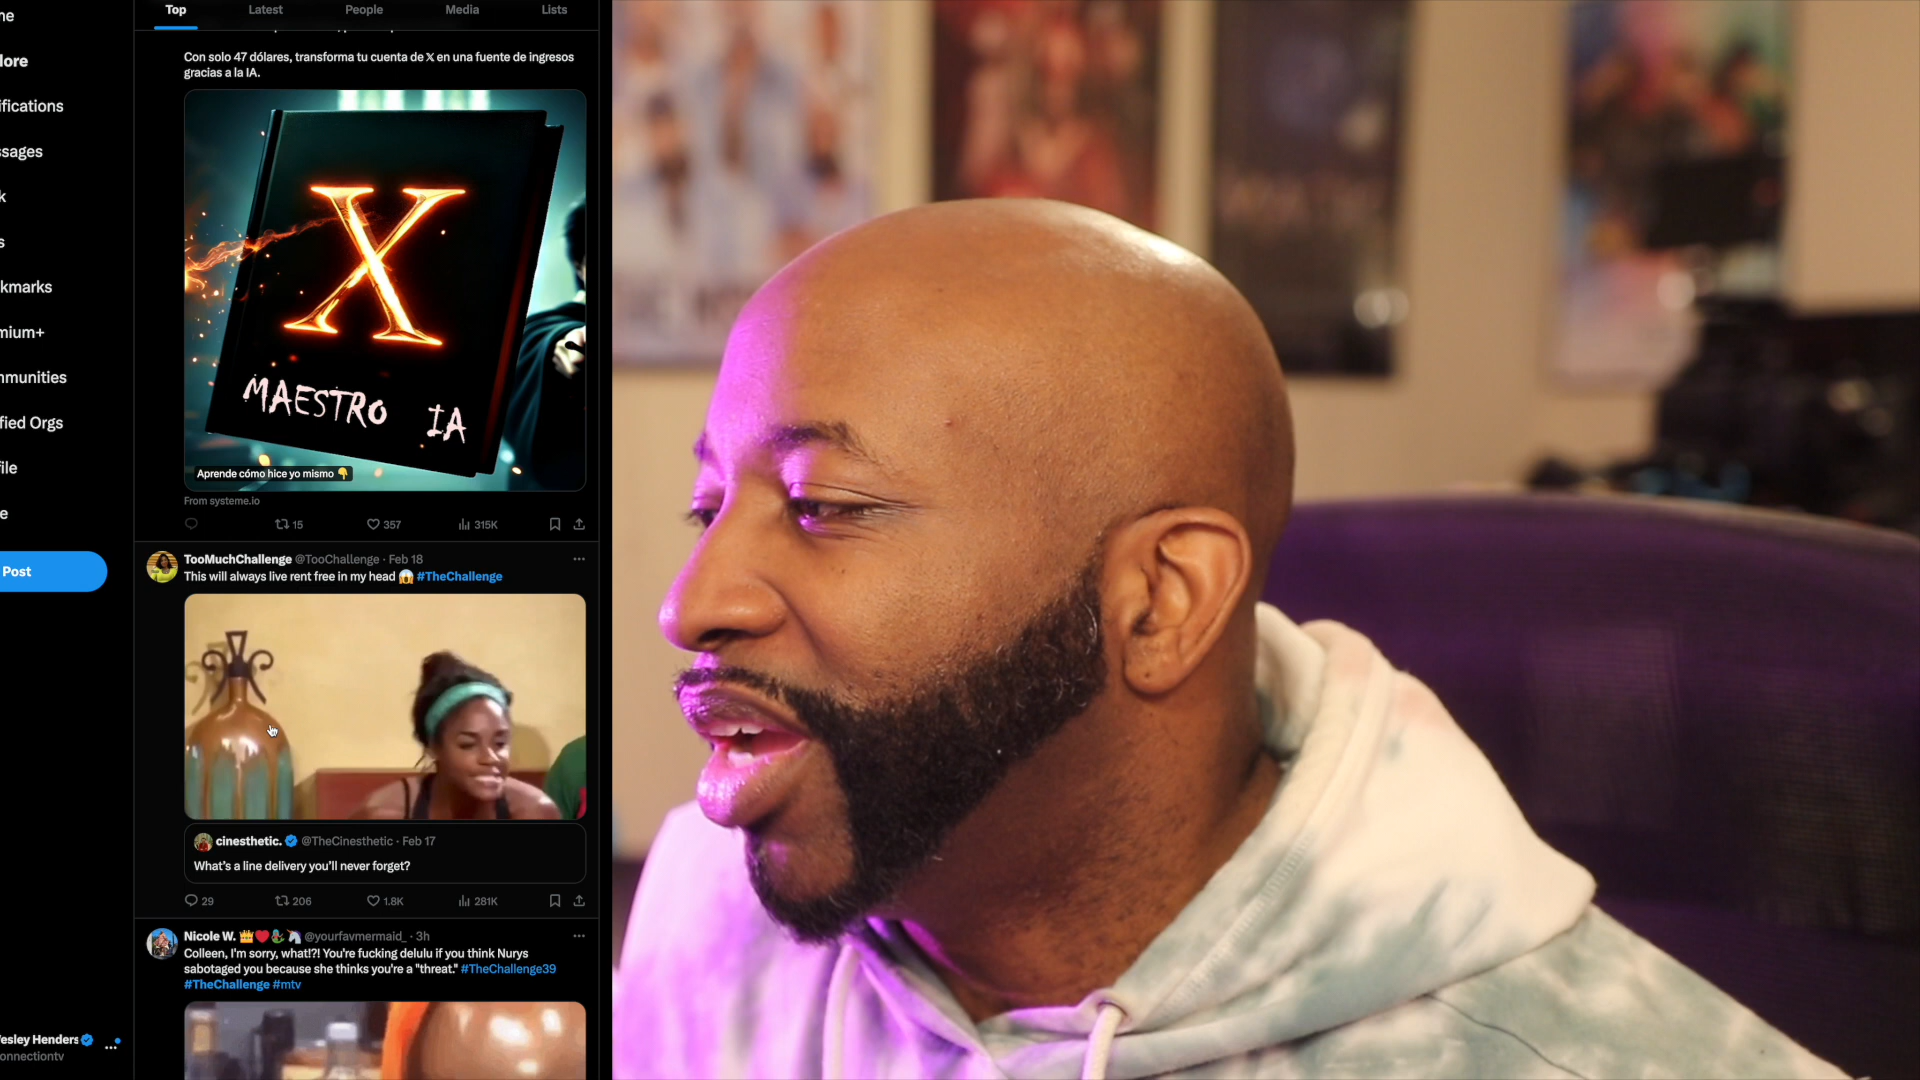 Top
Latest
People
Media
Lists
Con solo 47 dólares, transforma tu cuenta de X en una fuente de ingresos
gracias a la IA.
X
MAESTRO IA
Aprende cómo hice yo mismo 👇
From systeme.io
15
357
315K
TooMuchChallenge @TooChallenge · Feb 18
This will always live rent free in my head 😱 #TheChallenge
cinesthetic. @TheCinesthetic · Feb 17
What's a line delivery you'll never forget?
29
206
1.8K
281K
Nicole W. 👑❤️🧜🏾‍♀️🦄 @yourfavmermaid_ · 3h
Colleen, I'm sorry, what!?! You're fucking delulu if you think Nurys
sabotaged you because she thinks you're a "threat." #TheChallenge39
#TheChallenge #mtv
me
lore
ifications
ssages
k
s
kmarks
mium+
nmunities
fied Orgs
file
e
Post
esley Henders
onnectiontv